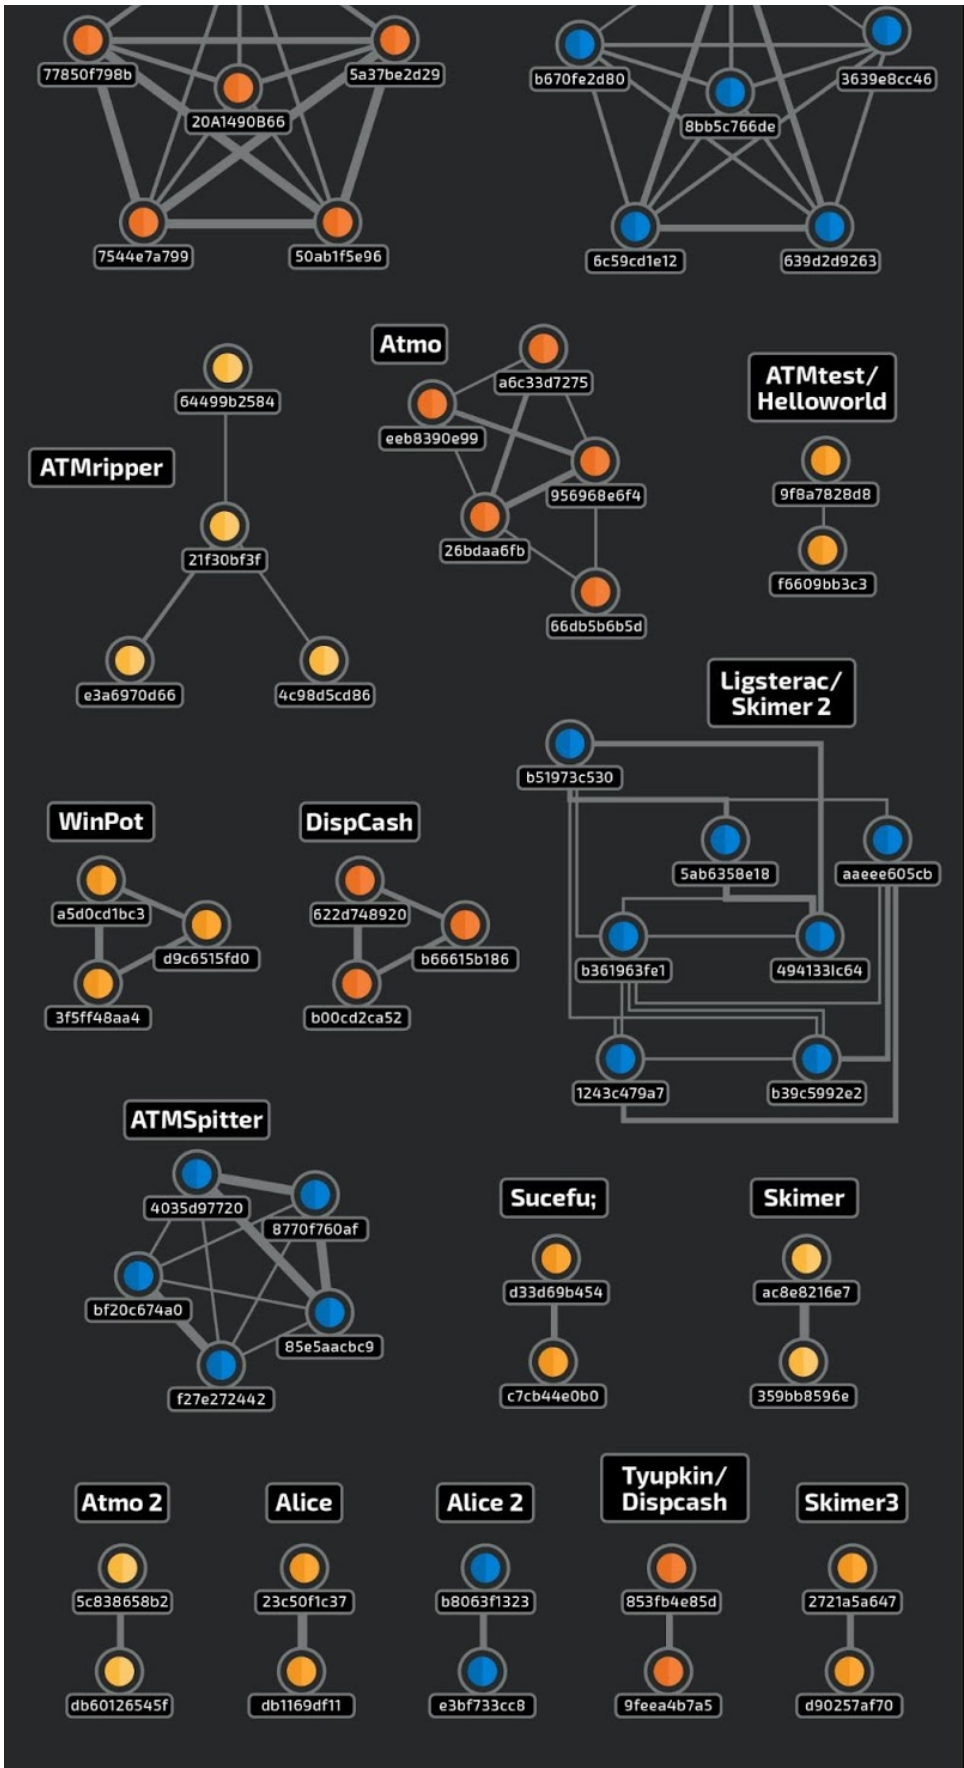 77850f798b
5a37be2d29
20A1490B66
7544e7a799
50ab1f5e96
b670fe2d80
3639e8cc46
8bb5c766de
6c59cd1e12
639d2d9263
ATMripper
64499b2584
21f30bf3f
e3a6970d66
4c98d5cd86
Atmo
a6c33d7275
eeb8390e99
956968e6f4
26bdaa6fb
66db5b6b5d
ATMtest/
Helloworld
9f8a7828d8
f6609bb3c3
Ligsterac/
Skimer 2
b51973c530
5ab6358e18
aaeee605cb
b361963fe1
494133lc64
1243c479a7
b39c5992e2
WinPot
a5d0cd1bc3
d9c6515fd0
3f5ff48aa4
DispCash
622d748920
b66615b186
b00cd2ca52
ATMSpitter
4035d97720
8770f760af
bf20c674a0
85e5aacbc9
f27e272442
Sucefu;
d33d69b454
c7cb44e0b0
Skimer
ac8e8216e7
359bb8596e
Atmo 2
5c838658b2
db60126545f
Alice
23c50f1c37
db1169df11
Alice 2
b8063f1323
e3bf733cc8
Tyupkin/
Dispcash
853fb4e85d
9feea4b7a5
Skimer3
2721a5a647
d90257af70